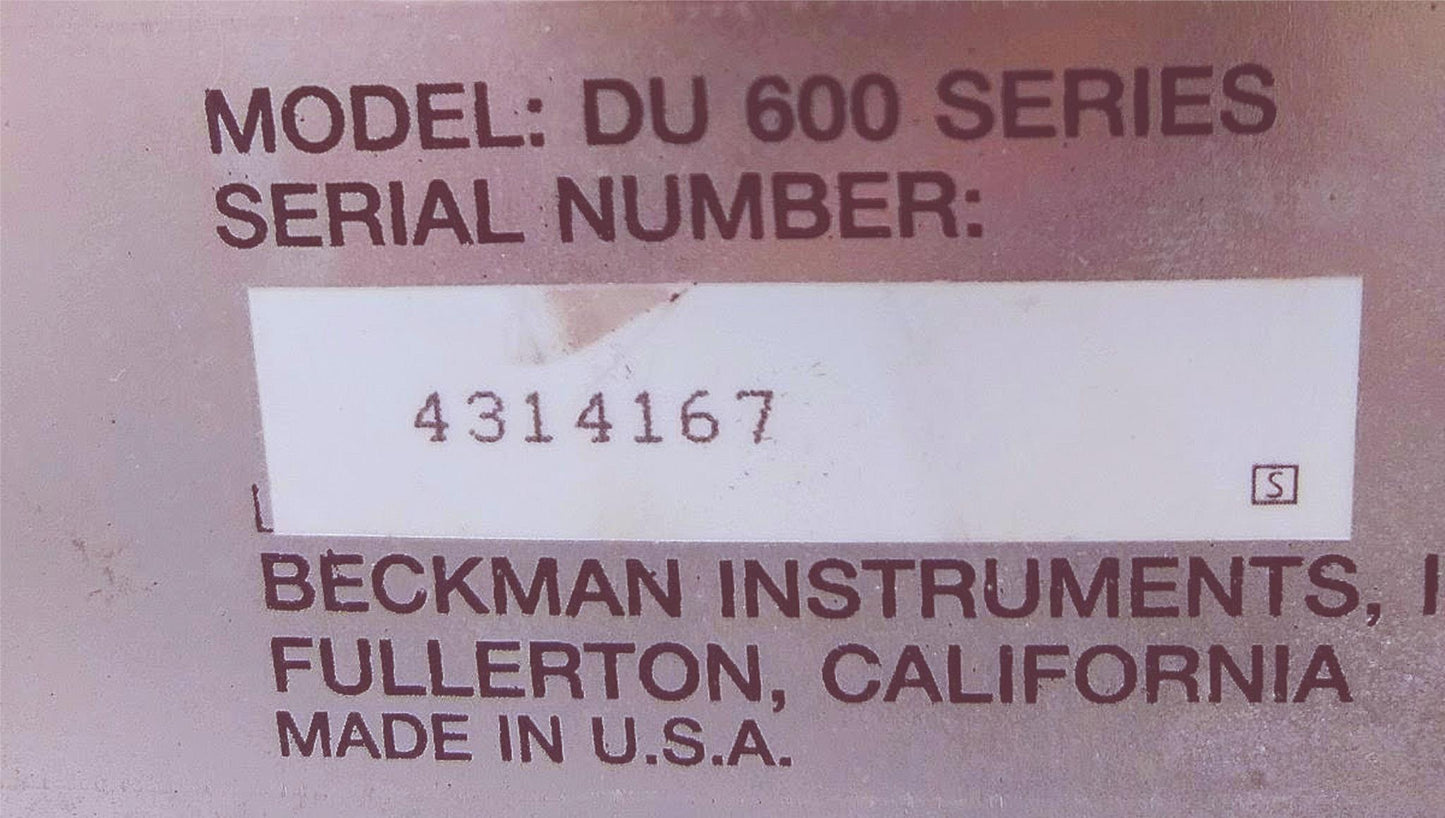 MODEL: DU 600 SERIES
SERIAL NUMBER:
4314167
S
BECKMAN INSTRUMENTS,
FULLERTON, CALIFORNIA
MADE IN U.S.A.